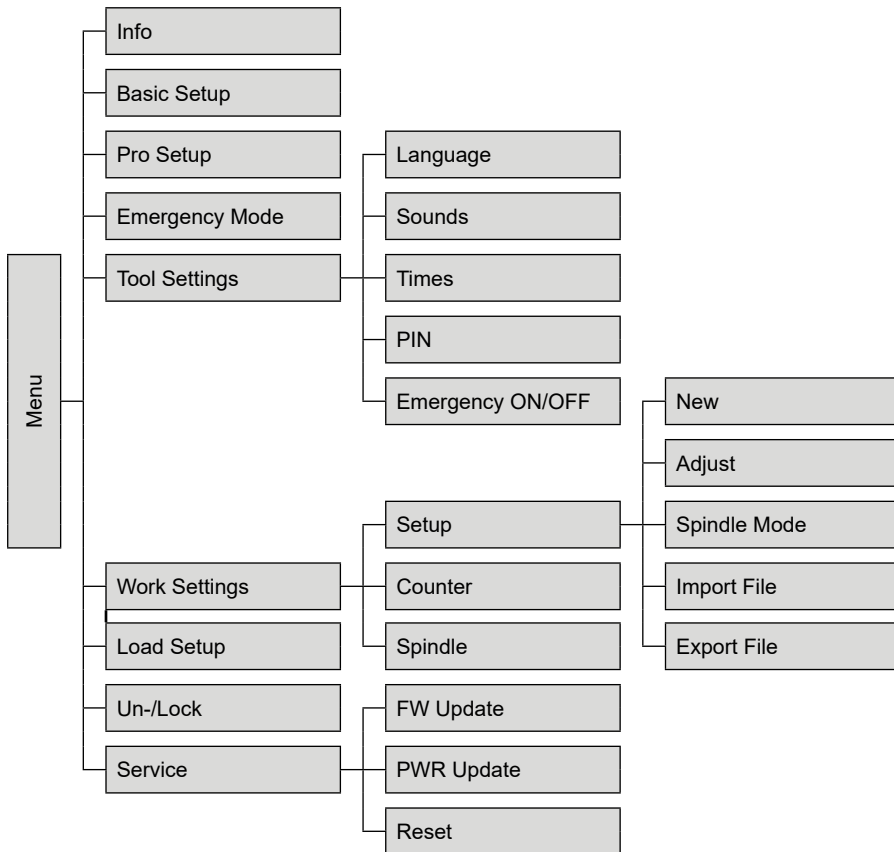 Menu
Info
Basic Setup
Pro Setup
Emergency Mode
Tool Settings
Language
Sounds
Times
PIN
Emergency ON/OFF
Work Settings
Setup
New
Adjust
Spindle Mode
Import File
Export File
Counter
Spindle
Load Setup
Un-/Lock
Service
FW Update
PWR Update
Reset